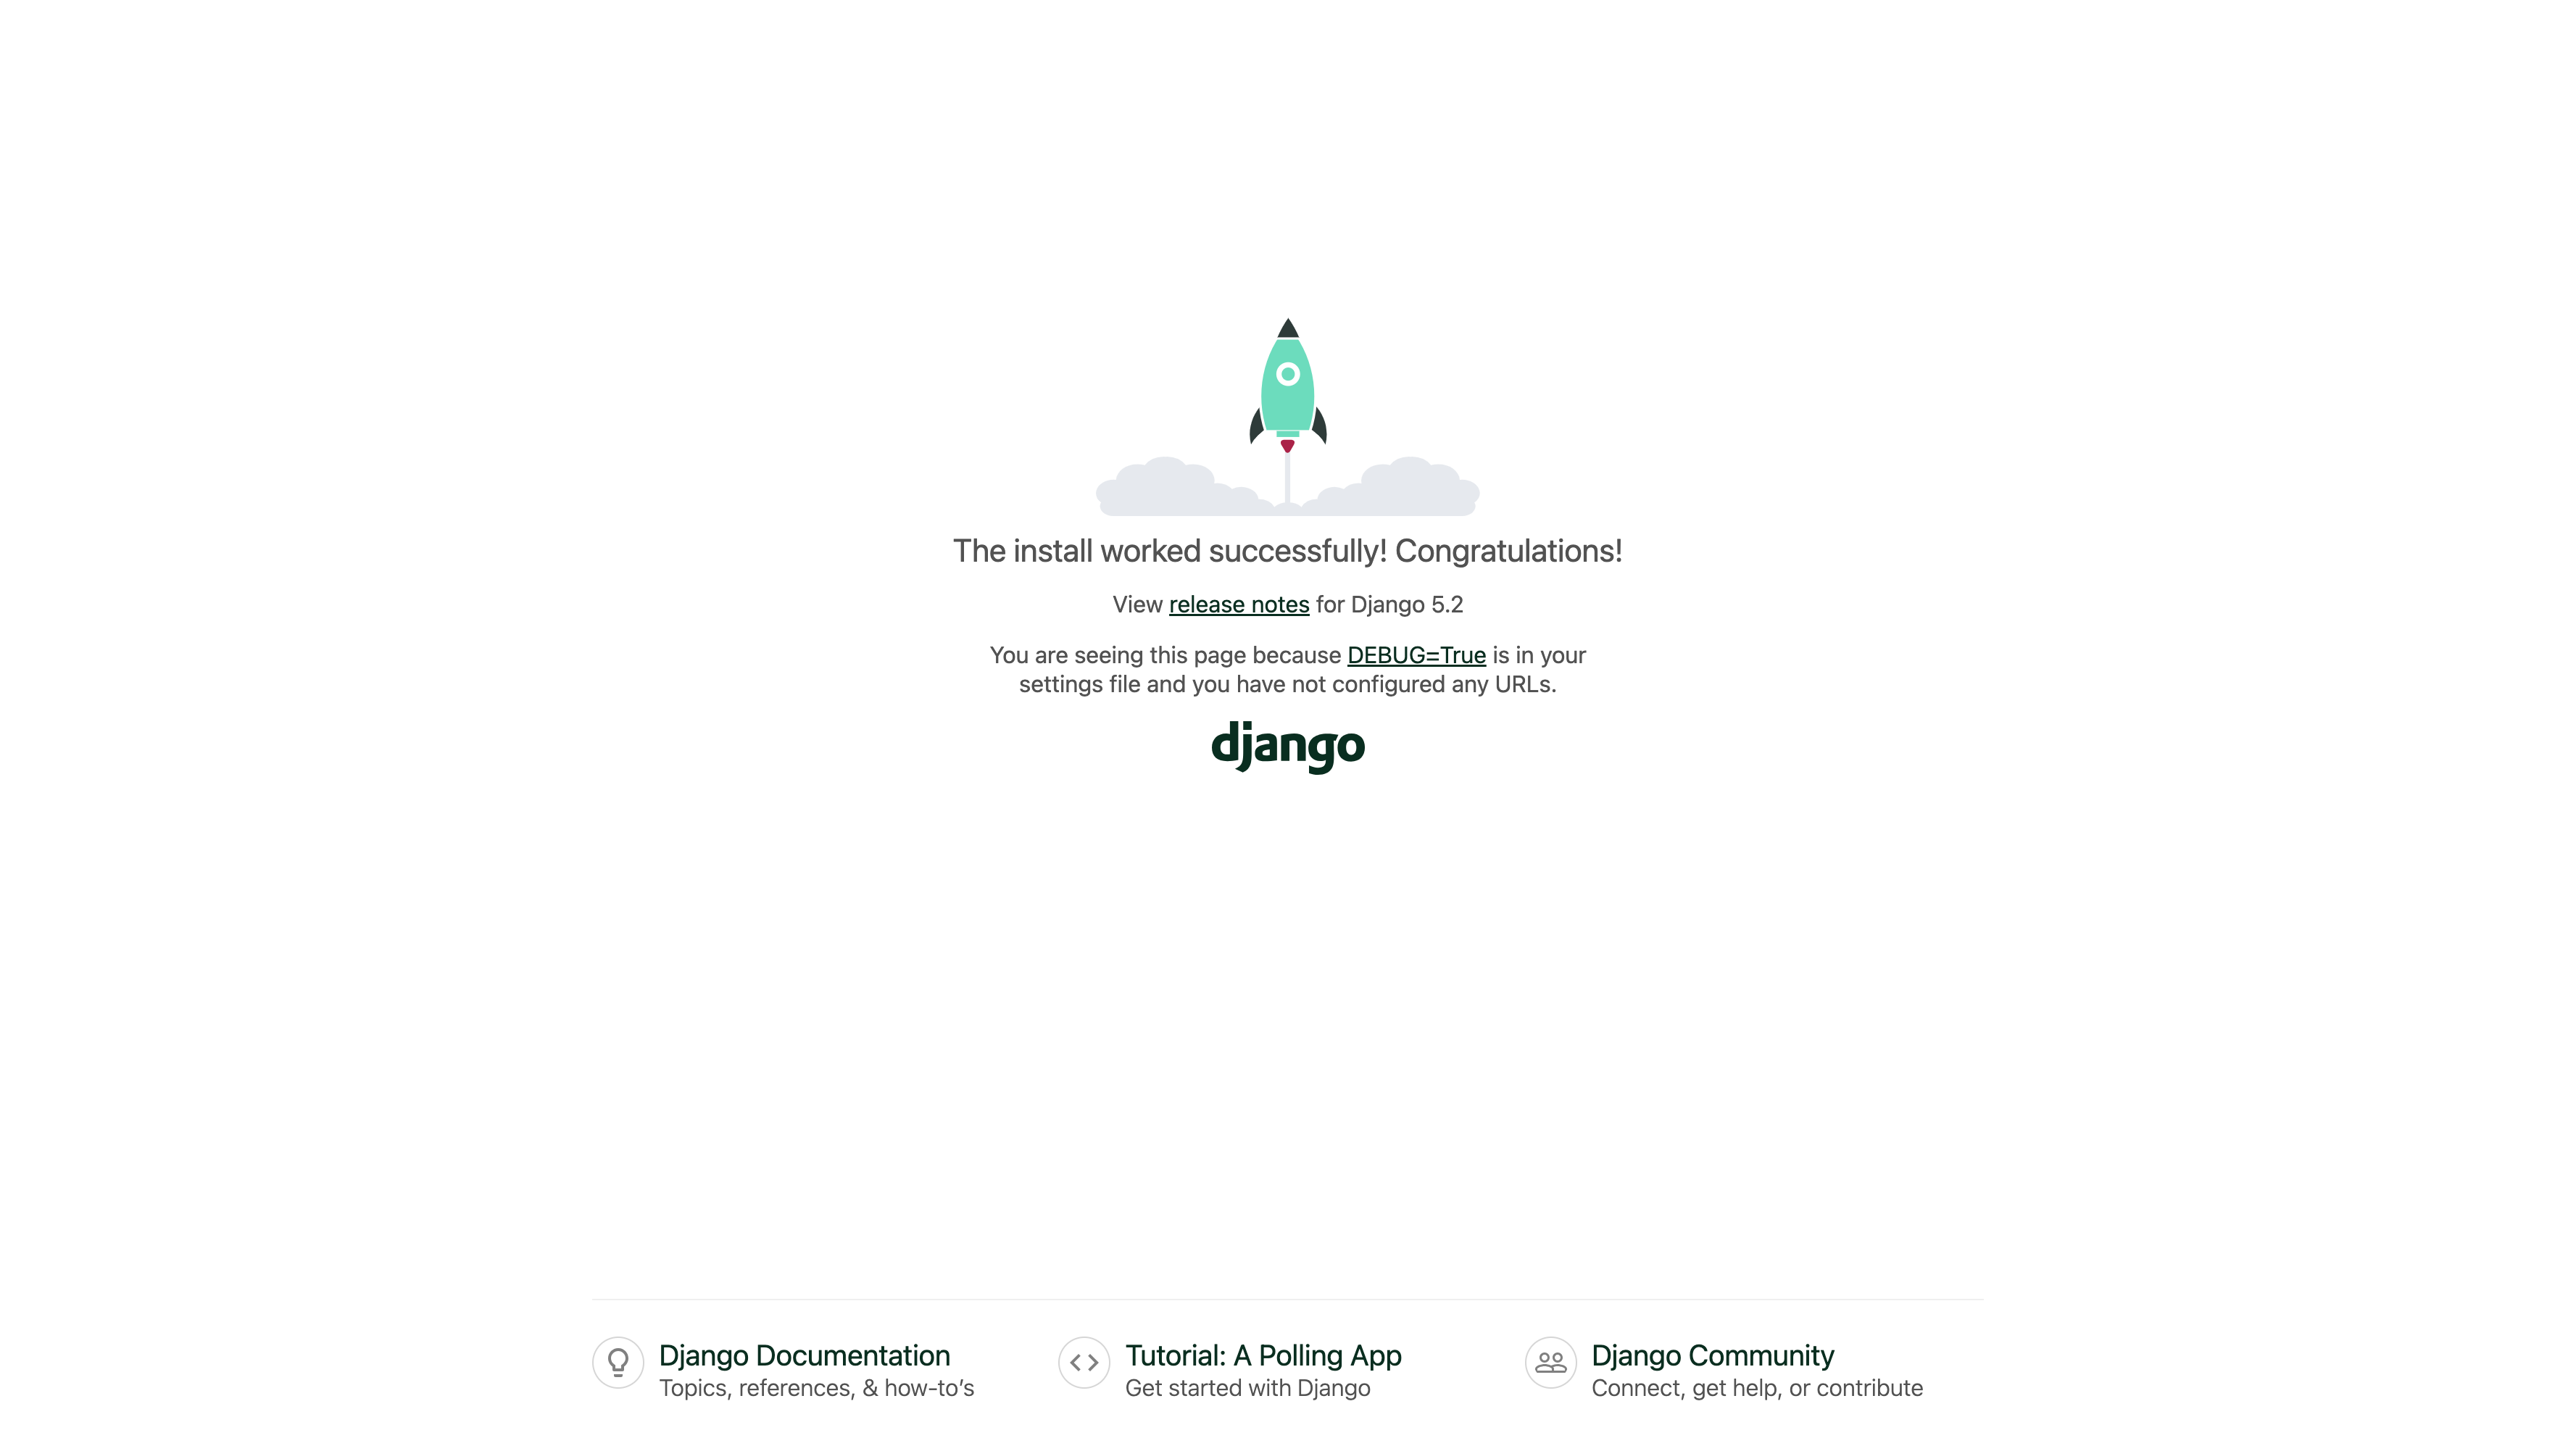 The install worked successfully! Congratulations!
View release notes for Django 5.2
You are seeing this page because DEBUG=True is in your
settings file and you have not configured any URLs.
django
Django Documentation
Topics, references, & how-to’s
Tutorial: A Polling App
Get started with Django
Django Community
Connect, get help, or contribute